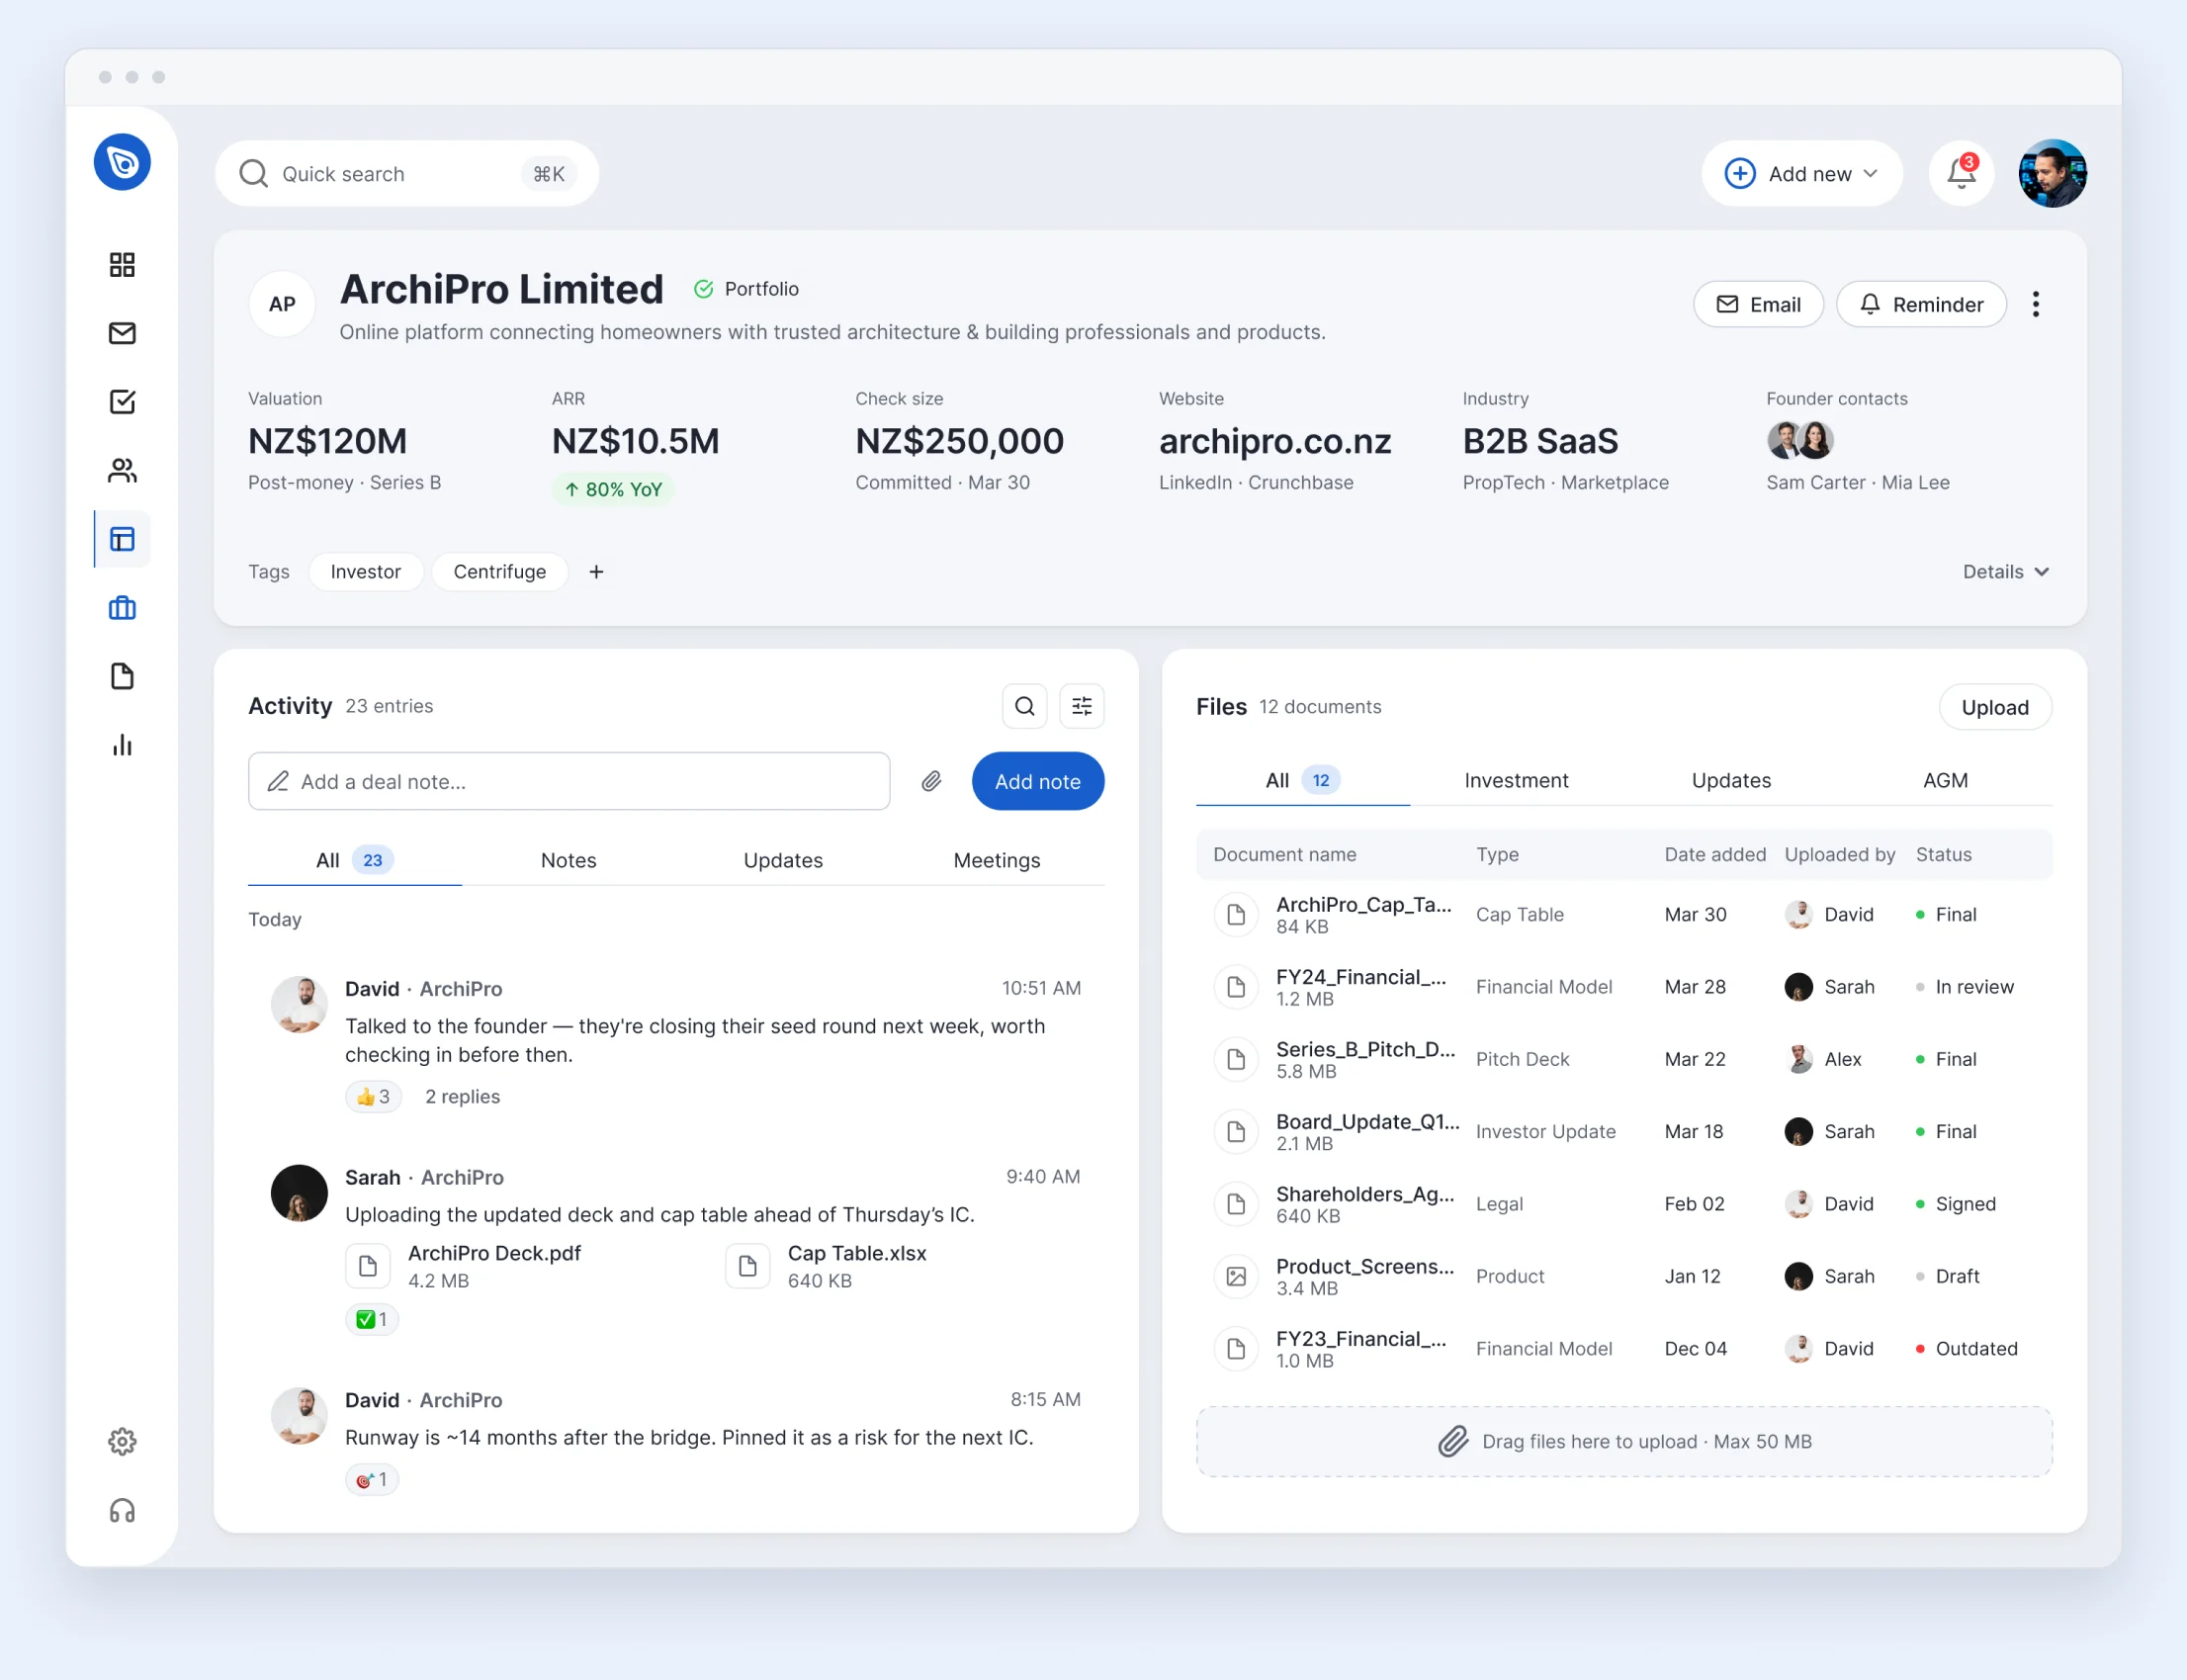 Quick search
⌘K
Add new
3
AP
ArchiPro Limited
Portfolio
Online platform connecting homeowners with trusted architecture & building professionals and products.
Email
Reminder
Valuation
NZ$120M
Post-money · Series B
ARR
NZ$10.5M
↑ 80% YoY
Check size
NZ$250,000
Committed · Mar 30
Website
archipro.co.nz
LinkedIn · Crunchbase
Industry
B2B SaaS
PropTech · Marketplace
Founder contacts
Sam Carter · Mia Lee
Tags
Investor
Centrifuge
+
Details
Activity 23 entries
Add a deal note...
Add note
All 23
Notes
Updates
Meetings
Today
David · ArchiPro
10:51 AM
Talked to the founder — they're closing their seed round next week, worth
checking in before then.
👍 3
2 replies
Sarah · ArchiPro
9:40 AM
Uploading the updated deck and cap table ahead of Thursday’s IC.
ArchiPro Deck.pdf
4.2 MB
Cap Table.xlsx
640 KB
✅ 1
David · ArchiPro
8:15 AM
Runway is ~14 months after the bridge. Pinned it as a risk for the next IC.
🎯 1
Files 12 documents
Upload
All 12
Investment
Updates
AGM
Document name Type Date added Uploaded by Status
ArchiPro_Cap_Ta... Cap Table Mar 30 David Final
84 KB
FY24_Financial_... Financial Model Mar 28 Sarah In review
1.2 MB
Series_B_Pitch_D... Pitch Deck Mar 22 Alex Final
5.8 MB
Board_Update_Q1... Investor Update Mar 18 Sarah Final
2.1 MB
Shareholders_Ag... Legal Feb 02 David Signed
640 KB
Product_Screens... Product Jan 12 Sarah Draft
3.4 MB
FY23_Financial_... Financial Model Dec 04 David Outdated
1.0 MB
Drag files here to upload · Max 50 MB